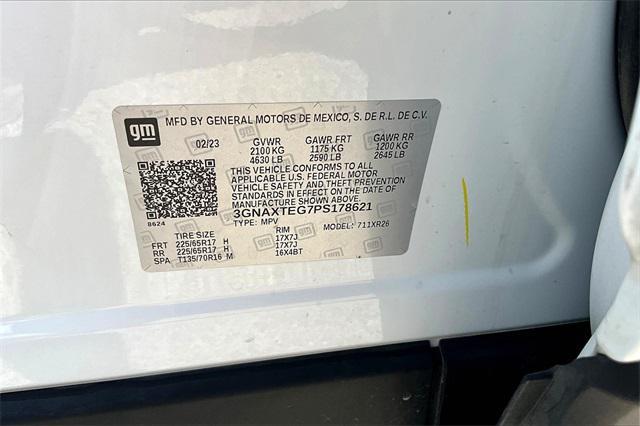 gm MFD BY GENERAL MOTORS DE MEXICO, S. DE R.L. DE C.V.
02/23 GVWR GAWR FRT GAWR RR
2100 KG 1175 KG 1200 KG
4630 LB 2590 LB 2645 LB
THIS VEHICLE CONFORMS TO ALL
APPLICABLE U.S. FEDERAL MOTOR
VEHICLE SAFETY AND THEFT PREVENTION
STANDARDS IN EFFECT ON THE DATE OF
MANUFACTURE SHOWN ABOVE.
3GNAXTEG7PS178621
8624 TYPE: MPV MODEL: 711XR26
TIRE SIZE RIM
FRT 225/65R17 H 17X7J
RR 225/65R17 H 17X7J
SPA T135/70R16 M 16X4BT